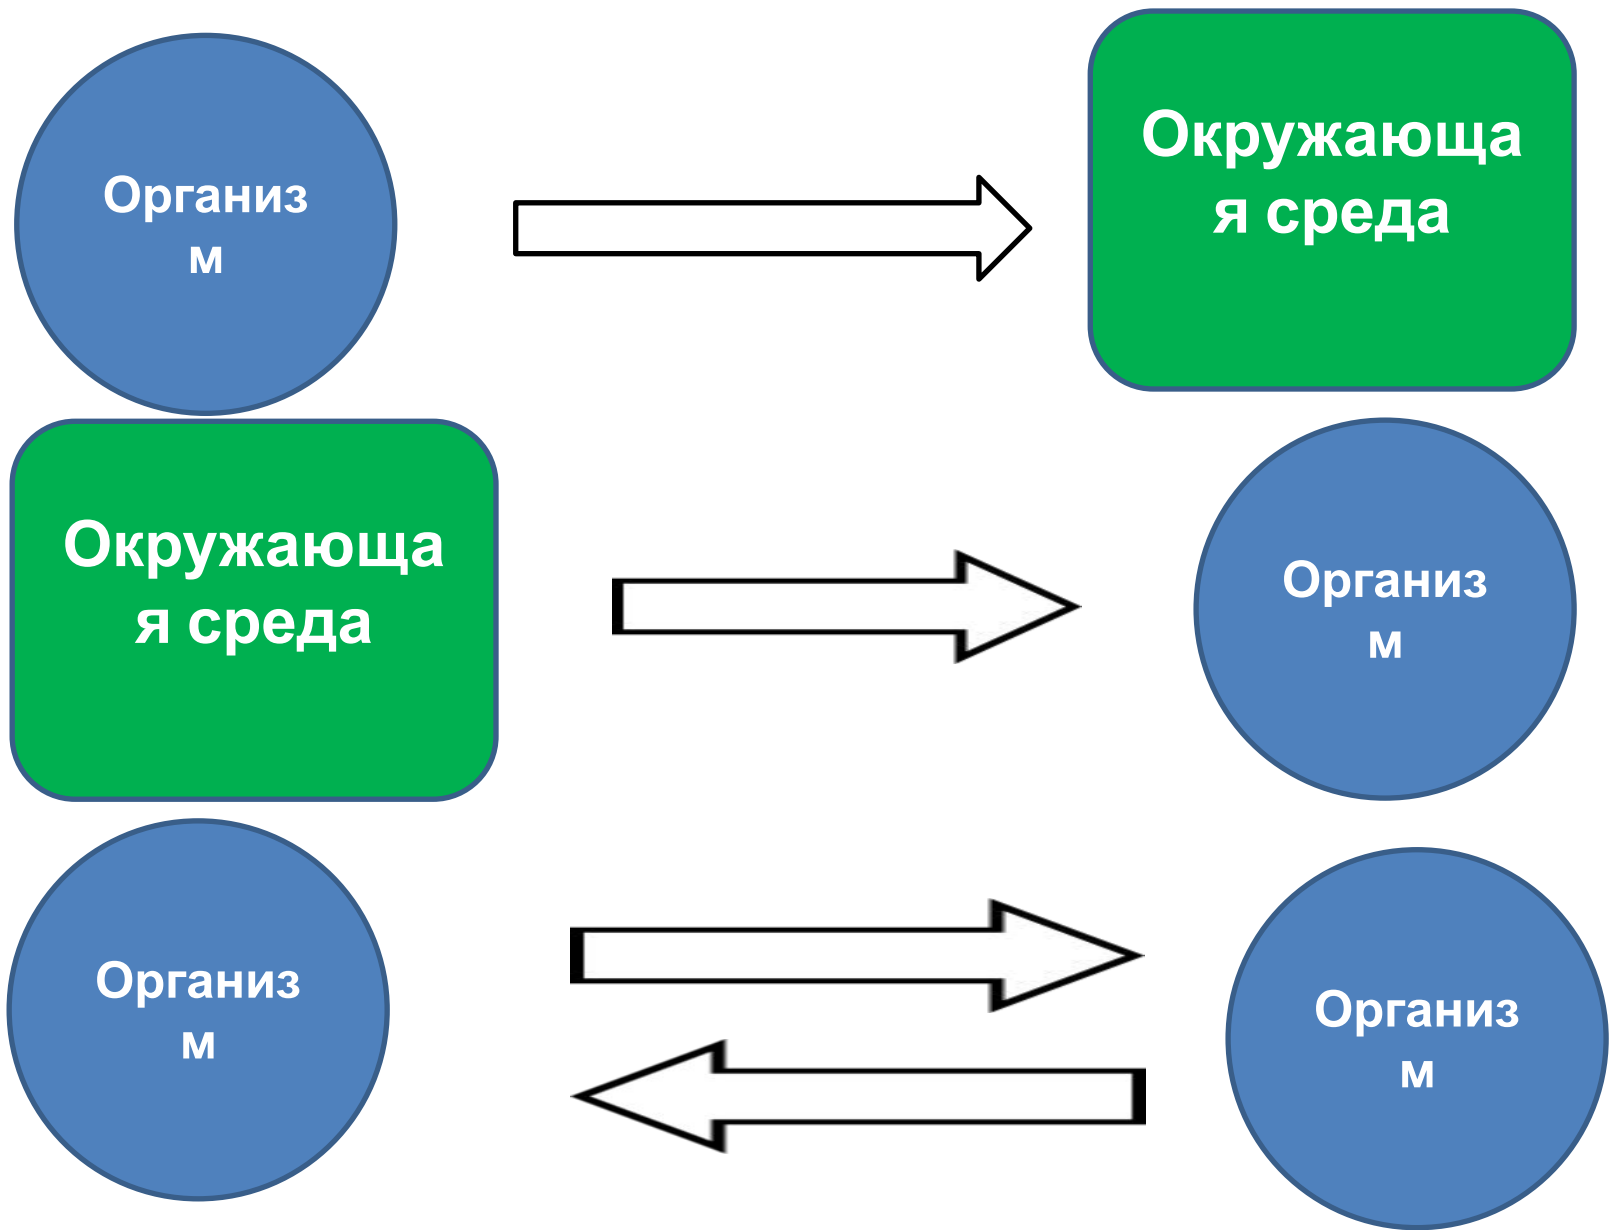 Организ
м
Окружающа
я среда
Окружающа
я среда
Организ
м
Организ
м
Организ
м